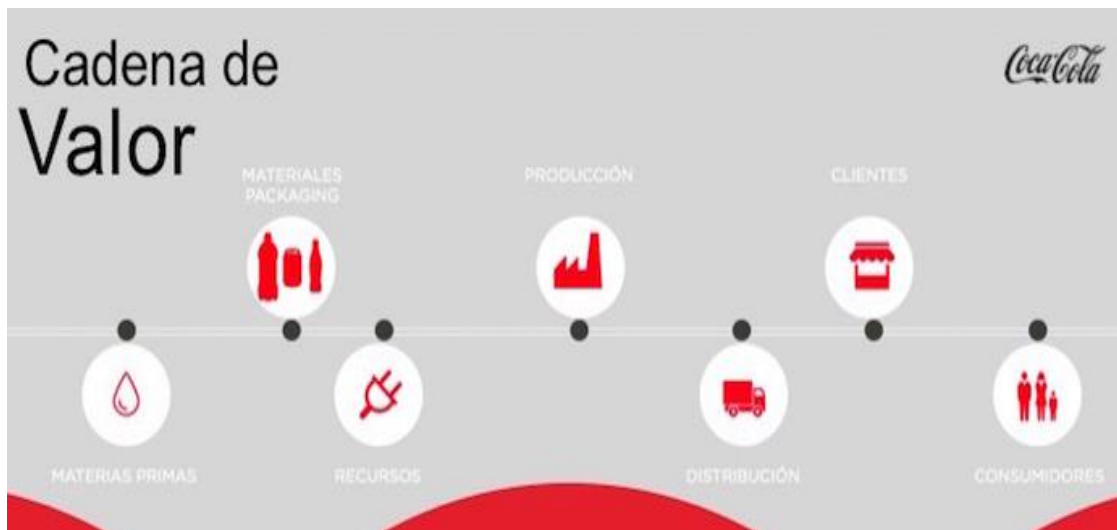 Cadena de
Valor
Coca-Cola
MATERIALES
PACKAGING
PRODUCCIÓN
CLIENTES
MATERIAS PRIMAS
RECURSOS
DISTRIBUCIÓN
CONSUMIDORES